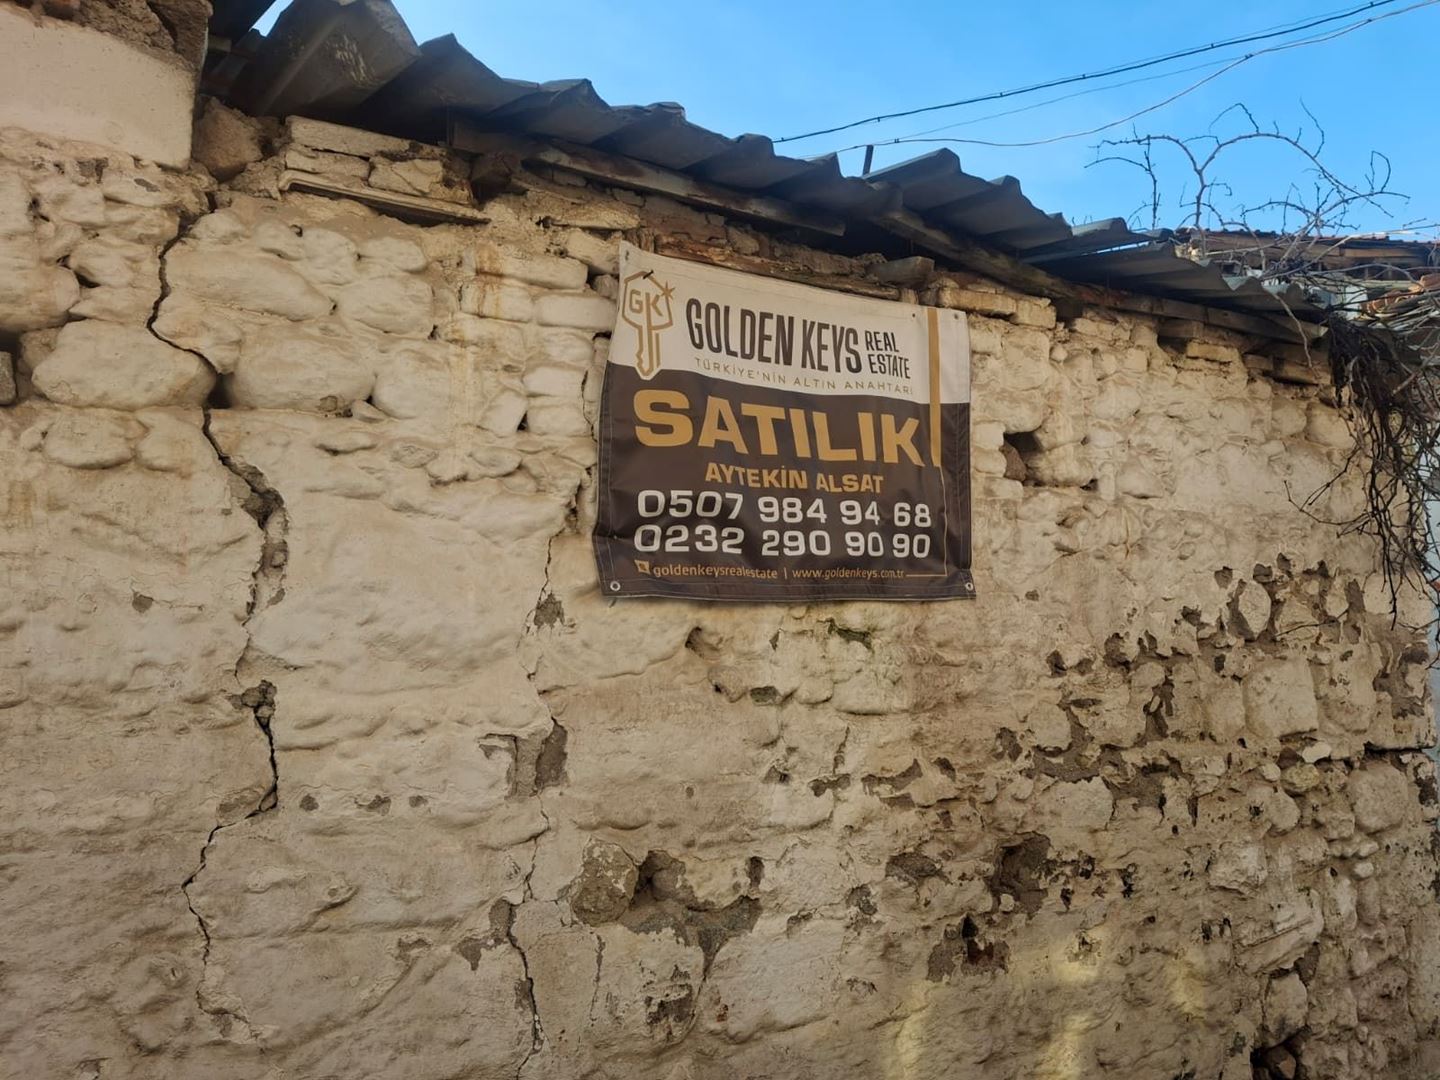 GK
GOLDEN KEYS REAL ESTATE
TÜRKİYE'NİN ALTIN ANAHTARI
SATILIK
AYTEKİN ALSAT
0507 984 94 68
0232 290 90 90
goldenkeysrealestate | www.goldenkeys.com.tr